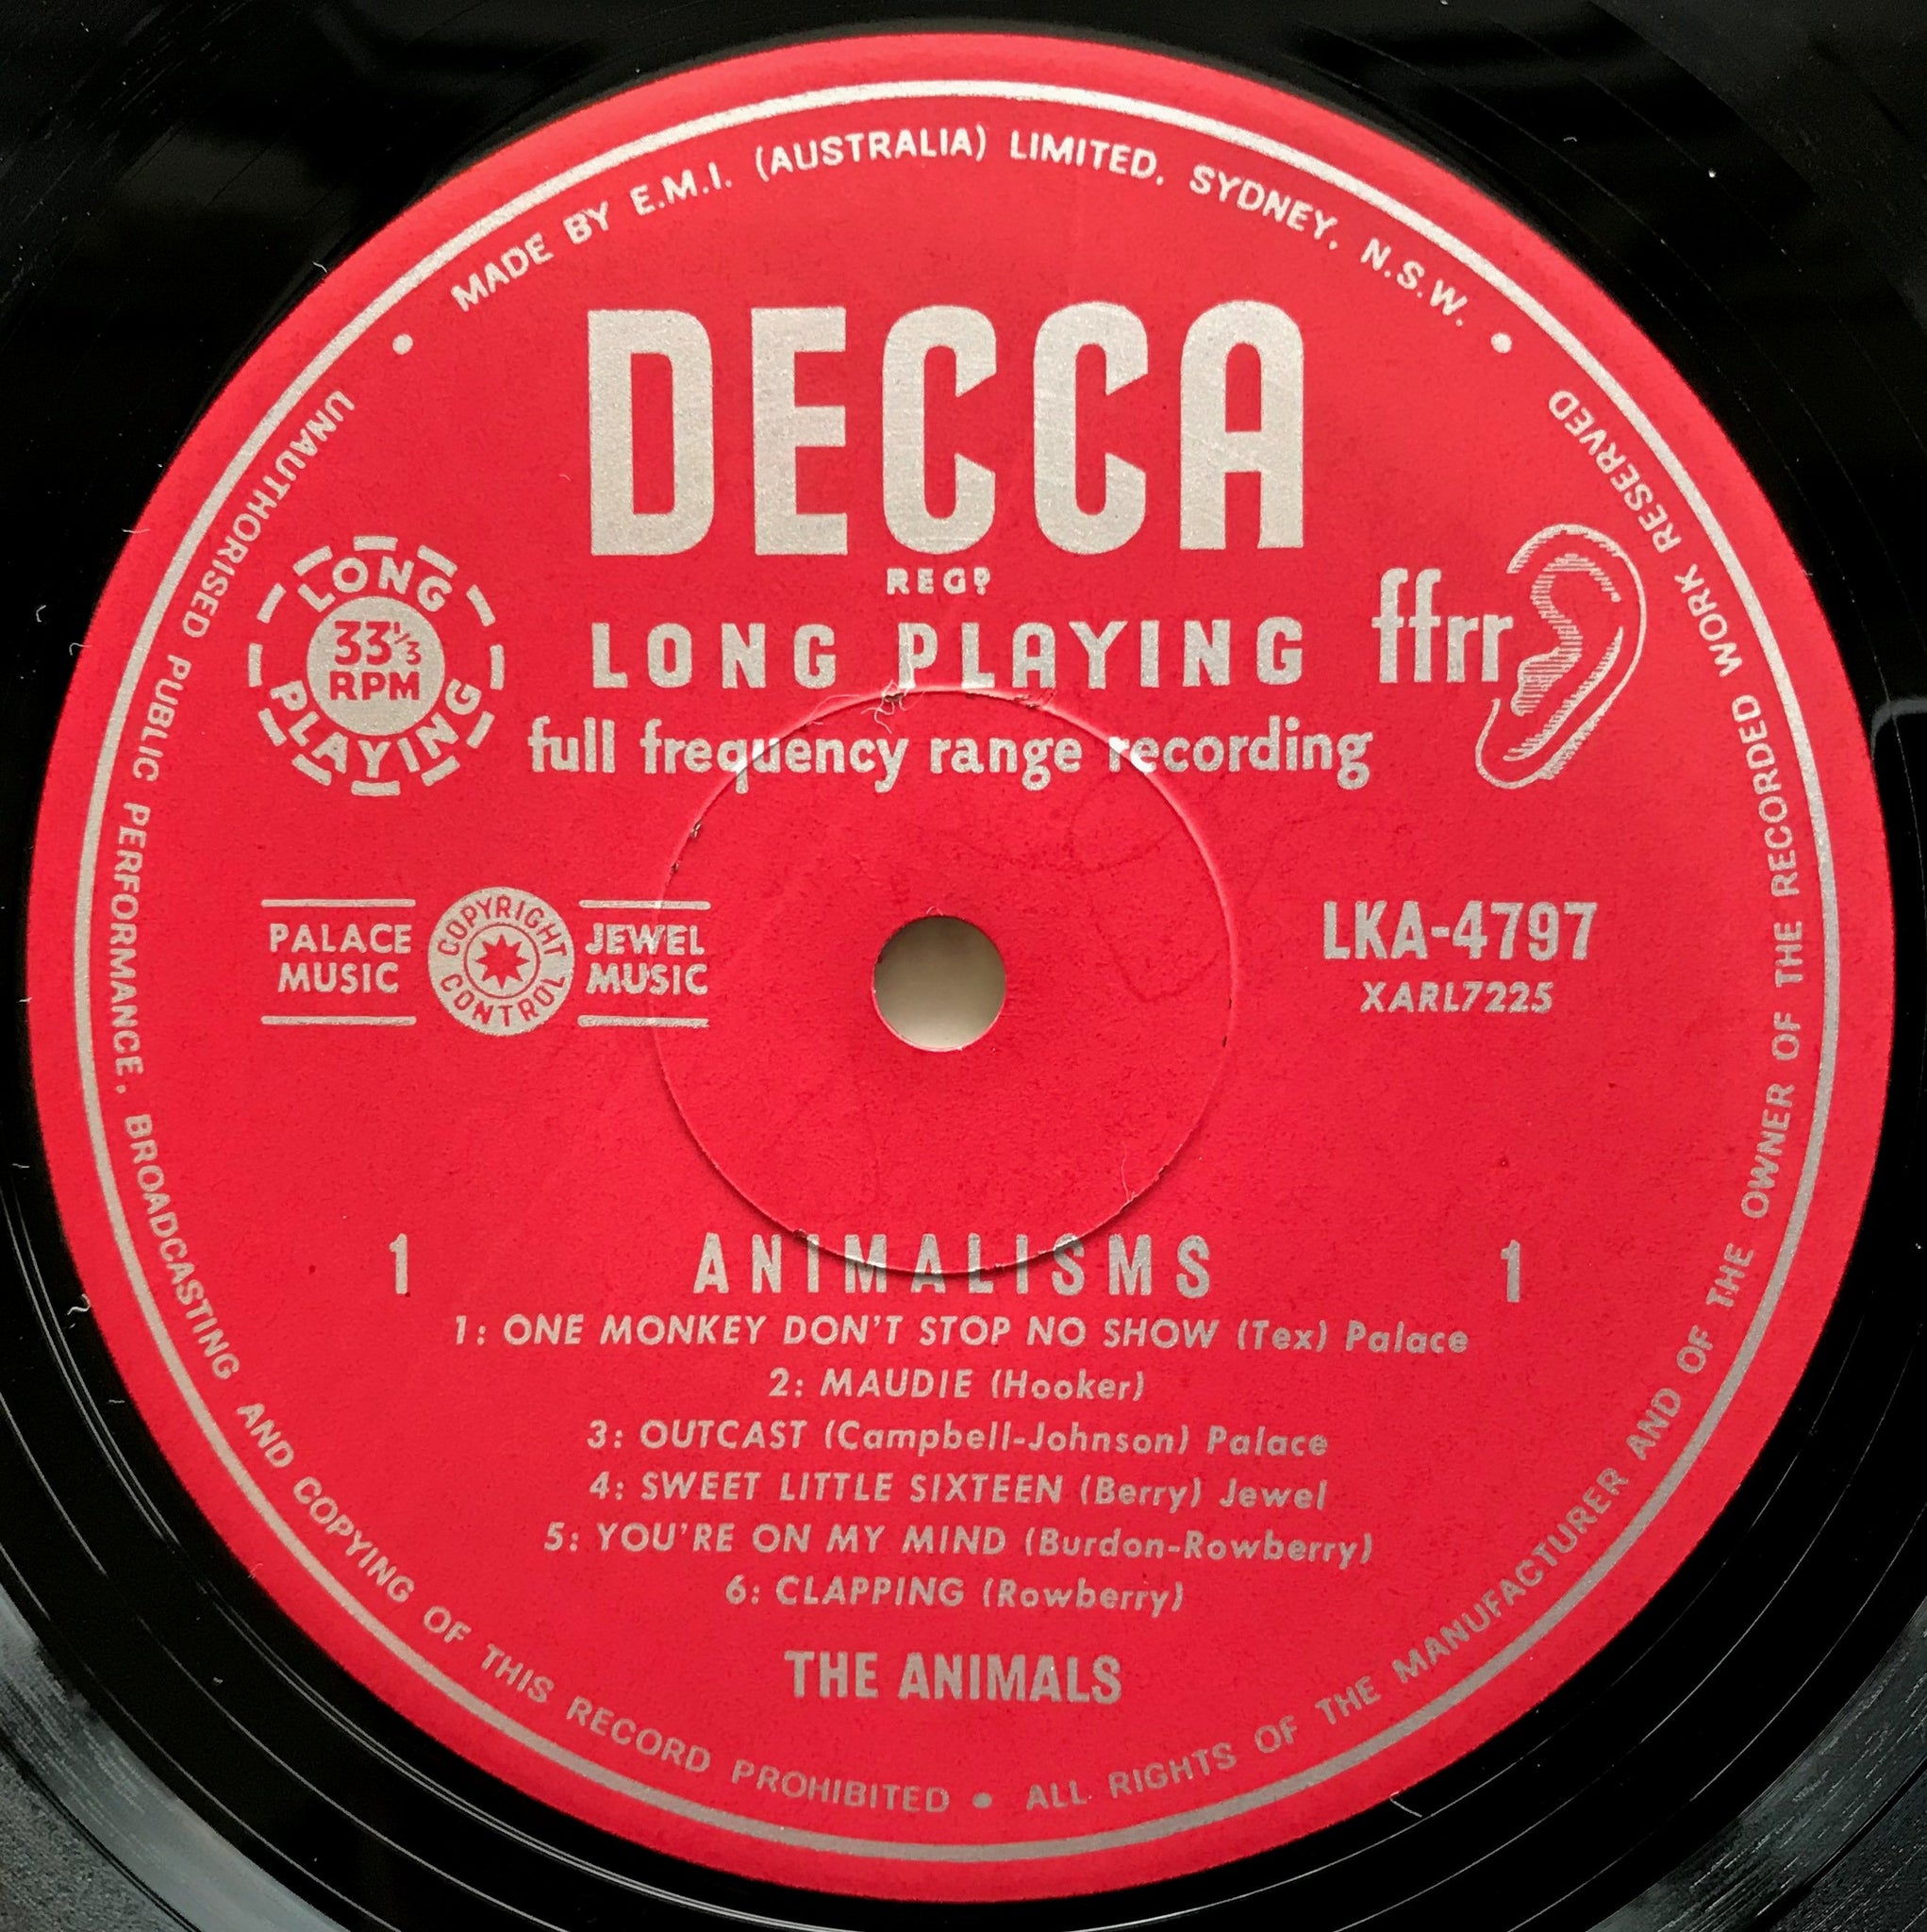 MADE BY E.M.I. (AUSTRALIA) LIMITED, SYDNEY, N.S.W.
DECCA
REGD
LONG PLAYING
ffrr
full frequency range recording
LONG
33⅓
RPM
PLAYING
PALACE
MUSIC
COPYRIGHT
CONTROL
JEWEL
MUSIC
LKA-4797
XARL7225
1
ANIMALISMS
1
1: ONE MONKEY DON'T STOP NO SHOW (Tex) Palace
2: MAUDIE (Hooker)
3: OUTCAST (Campbell-Johnson) Palace
4: SWEET LITTLE SIXTEEN (Berry) Jewel
5: YOU'RE ON MY MIND (Burdon-Rowberry)
6: CLAPPING (Rowberry)
THE ANIMALS
UNAUTHORISED PUBLIC PERFORMANCE, BROADCASTING AND COPYING OF THIS RECORD PROHIBITED • ALL RIGHTS OF THE MANUFACTURER AND OF THE OWNER OF THE RECORDED WORK RESERVED